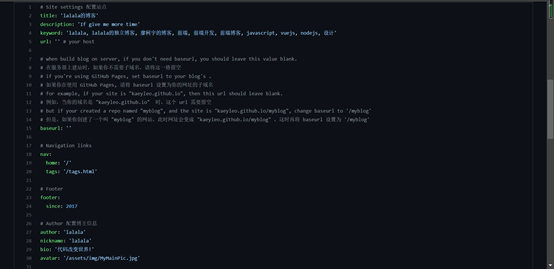 1 # Site settings 配置站点
2 title: 'lalala的博客'
3 description: 'If give me more time'
4 keyword: 'lalala, lalala的独立博客, 廖柯宇的博客, 前端, 前端开发, 前端博客, javascript, vuejs, nodejs, 设计'
5 url: '' # your host
6
7 # when build blog on server, if you don't need baseurl, you should leave this value blank.
8 # 在服务器上建站时，如果你不需要子域名，请将这一格留空
9 # if you're using GitHub Pages, set baseurl to your blog's .
10 # 如果你在使用 GitHub Pages, 请将 baseurl 设置为你的网址的子域名
11 # for example, if your site is "kaeyleo.github.io", then this url should leave blank.
12 # 例如，当你的域名是 "kaeyleo.github.io" 时，这个 url 需要留空
13 # but if your created a repo named "myblog", and the site is "kaeyleo.github.io/myblog", change baseurl to '/myblog'
14 # 但是，如果你创建了一个叫 "myblog" 的网站，此时网址会变成 "kaeyleo.github.io/myblog" , 这时再将 baseurl 设置为 '/myblog'
15 baseurl: ''
16
17 # Navigation links
18 nav:
19 home: '/'
20 tags: '/tags.html'
21
22 # Footer
23 footer:
24 since: 2017
25
26 # Author 配置博主信息
27 author: 'lalala'
28 nickname: 'lalala'
29 bio: '代码改变世界!'
30 avatar: '/assets/img/MyMainPic.jpg'
31